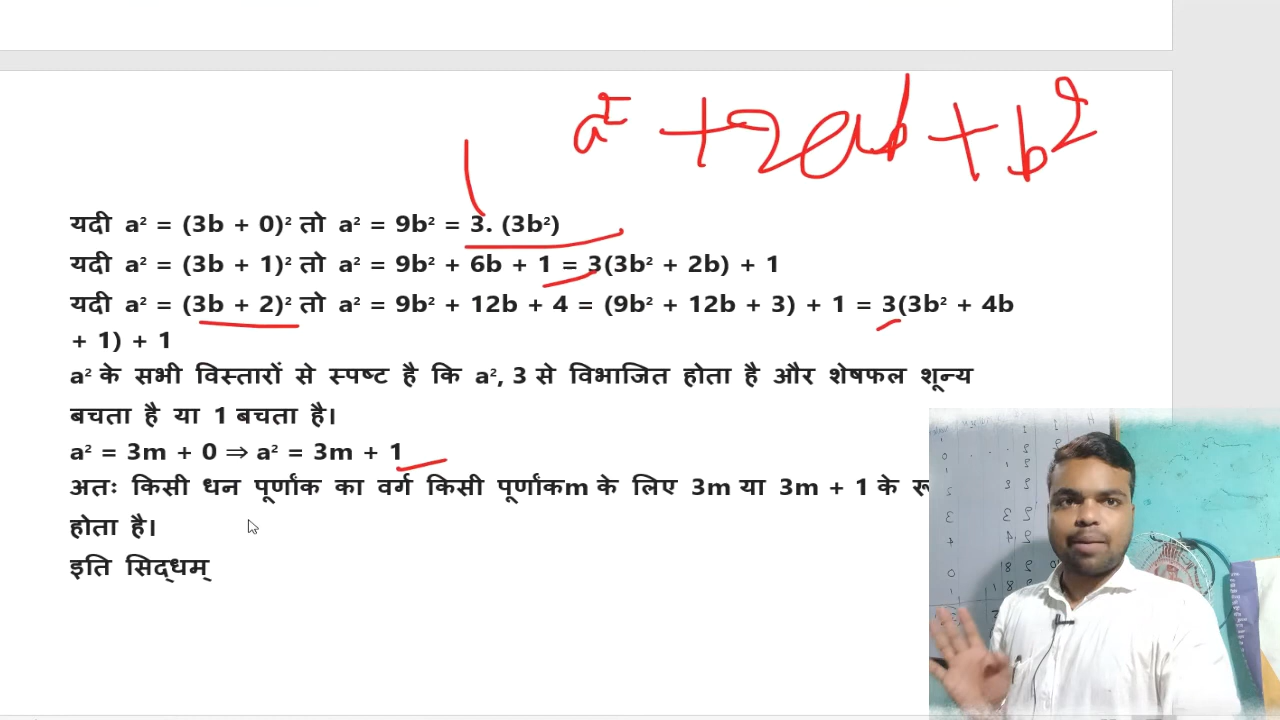 a² + 2ab + b²
यदी a² = (3b + 0)² तो a² = 9b² = 3. (3b²)
यदी a² = (3b + 1)² तो a² = 9b² + 6b + 1 = 3(3b² + 2b) + 1
यदी a² = (3b + 2)² तो a² = 9b² + 12b + 4 = (9b² + 12b + 3) + 1 = 3(3b² + 4b
+ 1) + 1
a² के सभी विस्तारों से स्पष्ट है कि a², 3 से विभाजित होता है और शेषफल शून्य
बचता है या 1 बचता है।
a² = 3m + 0 ⇒ a² = 3m + 1
अतः किसी धन पूर्णांक का वर्ग किसी पूर्णांकm के लिए 3m या 3m + 1 के
होता है।
इति सिद्धम्